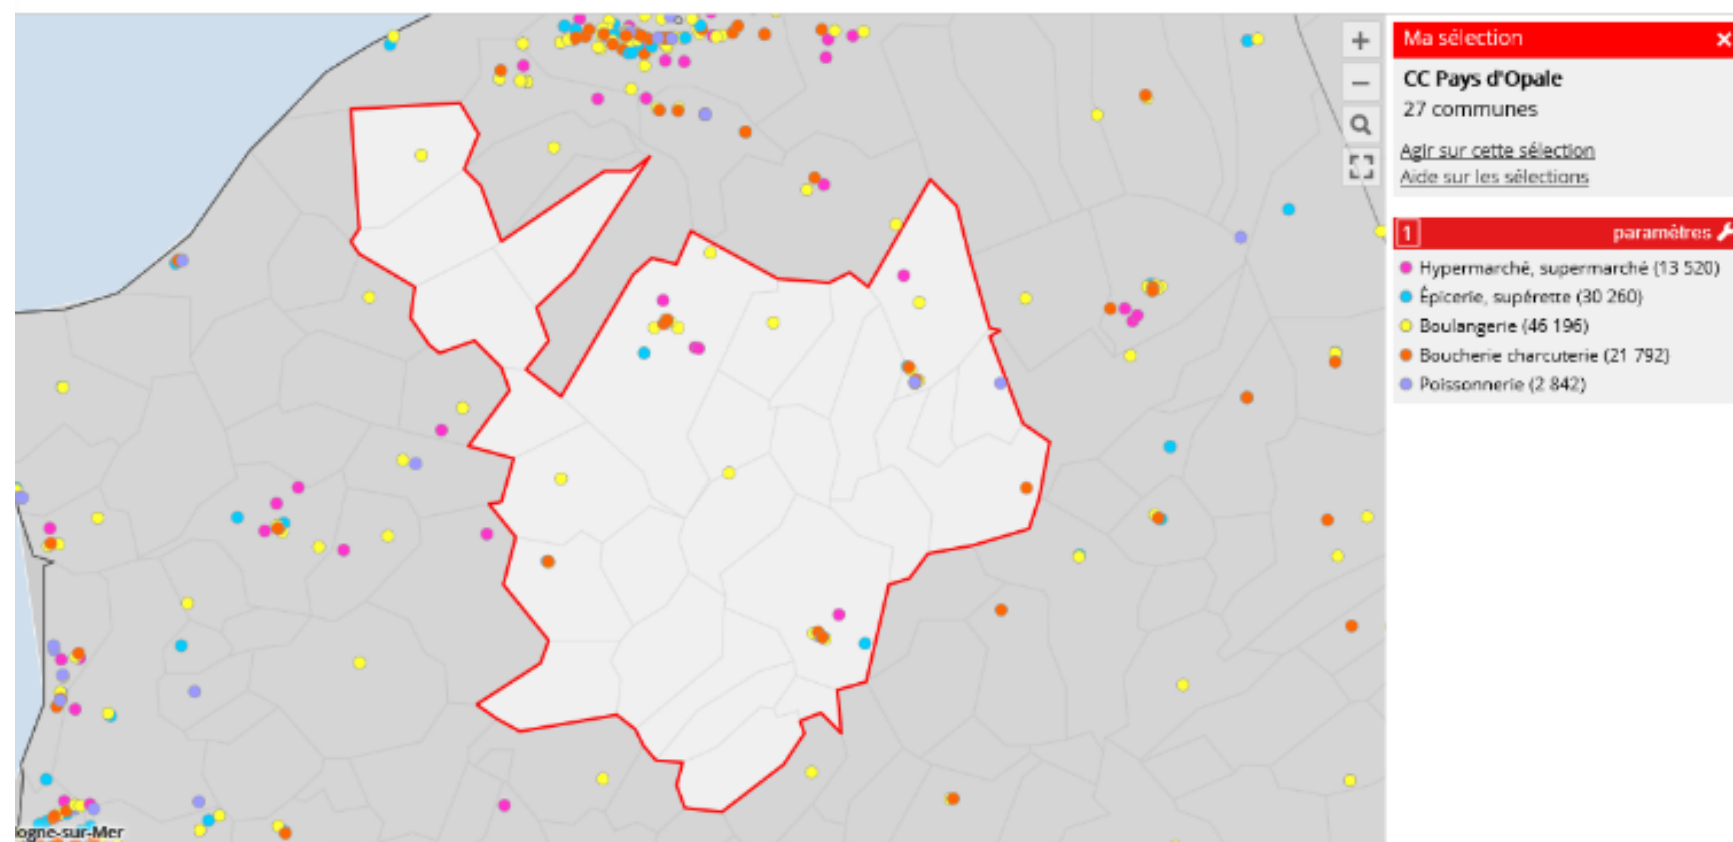 +
Ma sélection ×
−
CC Pays d'Opale
27 communes
Agir sur cette sélection
Aide sur les sélections
1 paramètres
Hypermarché, supermarché (13 520)
Épicerie, supérette (30 260)
Boulangerie (46 196)
Boucherie charcuterie (21 792)
Poissonnerie (2 842)
logne-sur-Mer